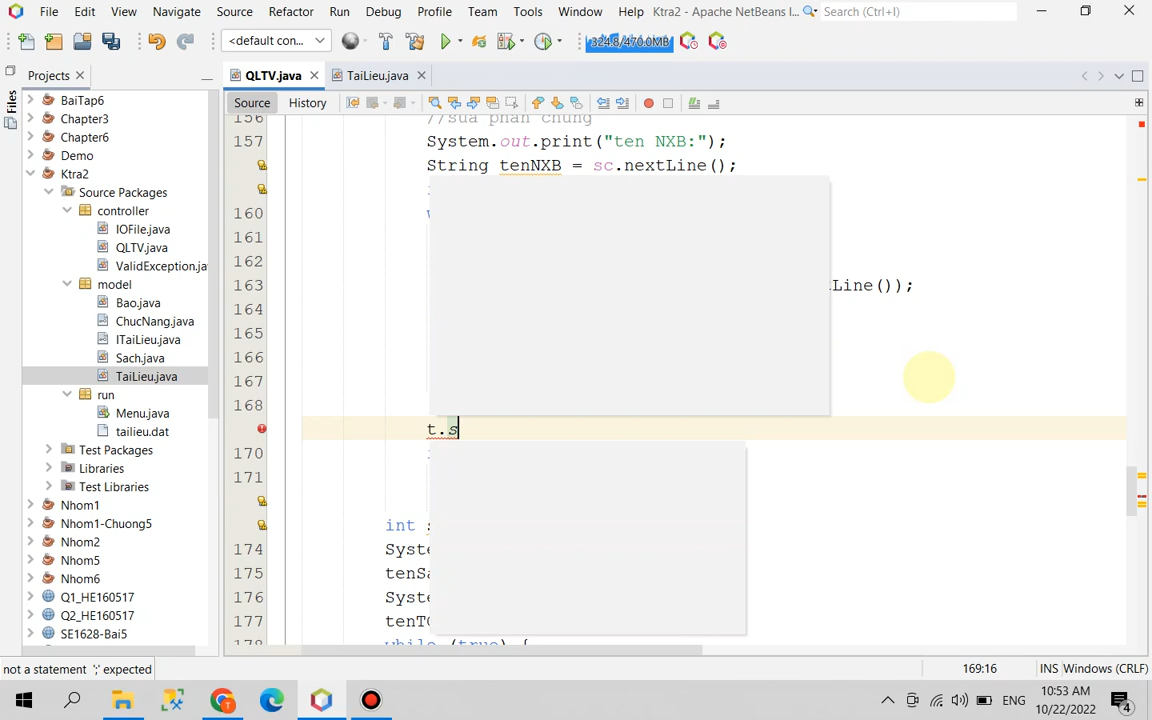 File Edit View Navigate Source Refactor Run Debug Profile Team Tools Window Help Ktra2 - Apache NetBeans I... Search (Ctrl+I)
<default con... 324.8/470.0MB
Projects QLTV.java TaiLieu.java
Files
Source History
BaiTap6
Chapter3
Chapter6
Demo
Ktra2
Source Packages
controller
IOFile.java
QLTV.java
ValidException.ja
model
Bao.java
ChucNang.java
ITaiLieu.java
Sach.java
TaiLieu.java
run
Menu.java
tailieu.dat
Test Packages
Libraries
Test Libraries
Nhom1
Nhom1-Chuong5
Nhom2
Nhom5
Nhom6
Q1_HE160517
Q2_HE160517
SE1628-Bai5
156 //sua phan chung
157 System.out.print("ten NXB:");
String tenNXB = sc.nextLine();
160
161
162
163 Line());
164
165
166
167
168
t.s
170
171
int
174 Syste
175 tenSa
176 Syste
177 tenTG
178 while (true) {
not a statement ';' expected 169:16 INS Windows (CRLF)
ENG 10:53 AM
10/22/2022 4